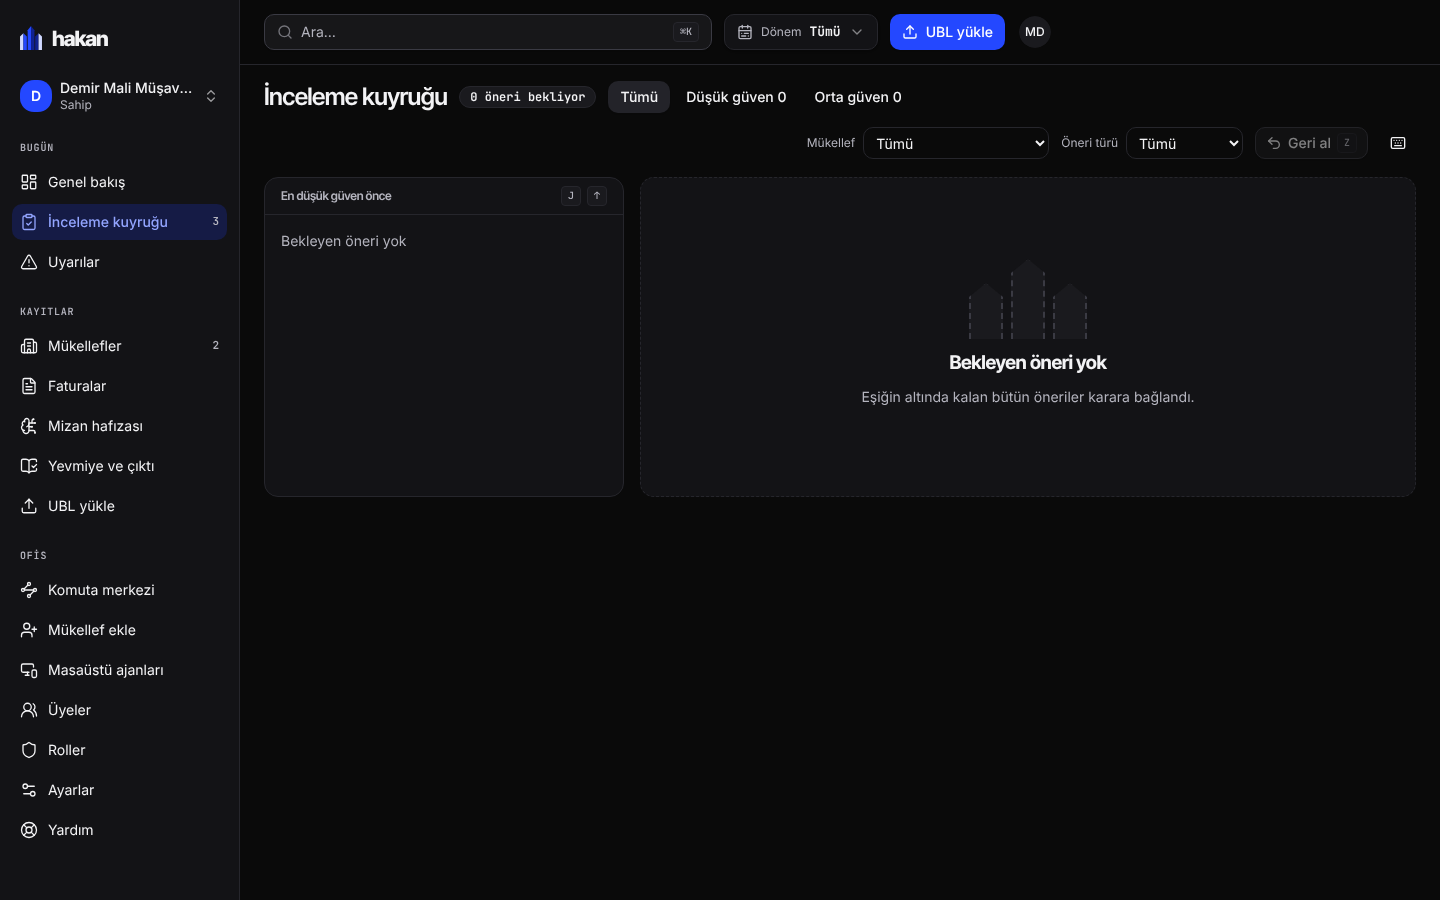 hakan
Demir Mali Müşav...
Sahip
BUGÜN
Genel bakış
İnceleme kuyruğu 3
Uyarılar
KAYITLAR
Mükellefler 2
Faturalar
Mizan hafızası
Yevmiye ve çıktı
UBL yükle
OFİS
Komuta merkezi
Mükellef ekle
Masaüstü ajanları
Üyeler
Roller
Ayarlar
Yardım
Ara... ⌘K
Dönem Tümü
UBL yükle
MD
İnceleme kuyruğu 0 öneri bekliyor Tümü Düşük güven 0 Orta güven 0
Mükellef Tümü Öneri türü Tümü Geri al Z
En düşük güven önce J ↑
Bekleyen öneri yok
Bekleyen öneri yok
Eşiğin altında kalan bütün öneriler karara bağlandı.